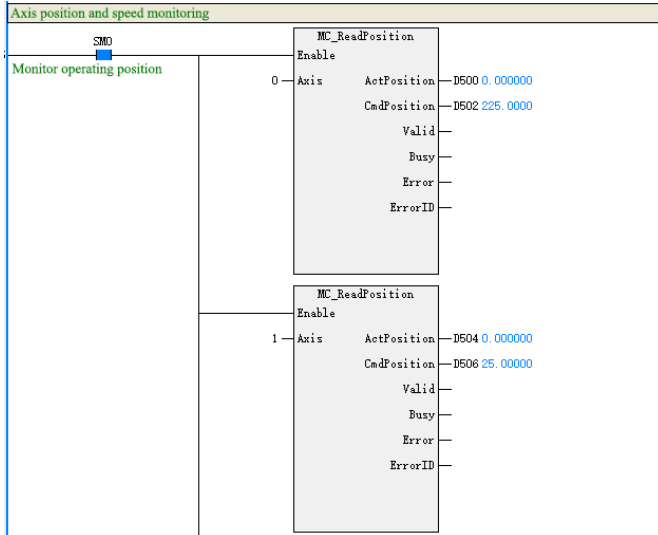 Axis position and speed monitoring
SM0
Monitor operating position
MC_ReadPosition
Enable
0 Axis ActPosition D500 0.000000
CmdPosition D502 225.0000
Valid
Busy
Error
ErrorID
MC_ReadPosition
Enable
1 Axis ActPosition D504 0.000000
CmdPosition D506 25.00000
Valid
Busy
Error
ErrorID